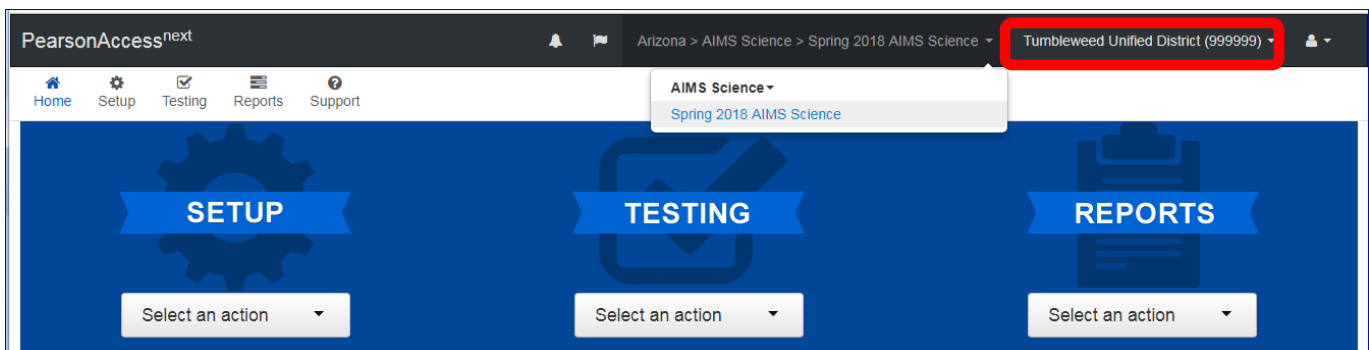 PearsonAccessnext
Arizona > AIMS Science > Spring 2018 AIMS Science
Tumbleweed Unified District (999999)
Home
Setup
Testing
Reports
Support
AIMS Science
Spring 2018 AIMS Science
SETUP
TESTING
REPORTS
Select an action
Select an action
Select an action